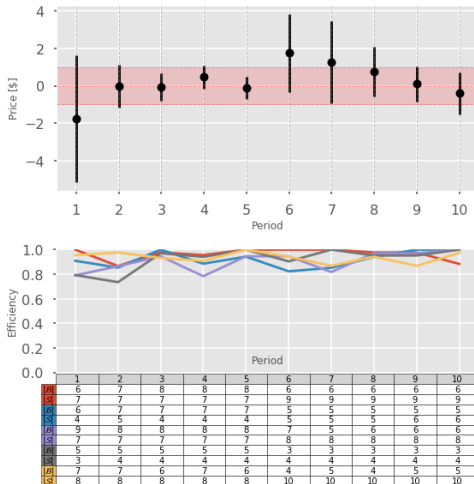 4
2
0
−2
−4
Price [$]
1 2 3 4 5 6 7 8 9 10
Period
1.0
0.8
0.6
0.4
0.2
0.0
Efficiency
Period
1 2 3 4 5 6 7 8 9 10
|B| 6 7 8 8 8 6 6 6 6 6
|S| 7 7 7 7 7 9 9 9 9 9
|B| 6 7 7 7 7 5 5 5 5 5
|S| 4 5 4 4 4 5 5 5 6 6
|B| 9 8 8 8 8 7 5 6 6 6
|S| 7 7 7 7 7 8 8 8 8 8
|B| 5 5 5 5 5 3 3 3 3 3
|S| 3 4 4 4 4 4 4 4 4 4
|B| 7 7 6 7 6 4 5 4 5 5
|S| 8 8 8 8 8 10 10 10 10 10